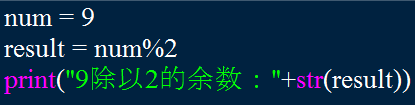 num = 9
result = num%2
print("9除以2的余数："+str(result))